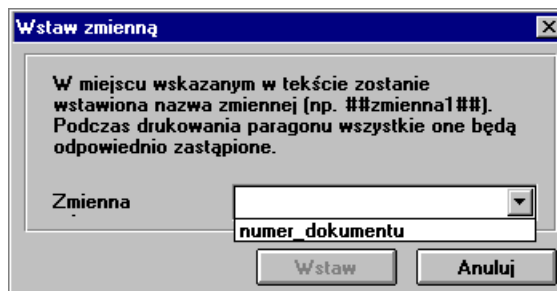 Wstaw zmienną
W miejscu wskazanym w tekście zostanie
wstawiona nazwa zmiennej (np. ##zmienna1##).
Podczas drukowania paragonu wszystkie one będą
odpowiednio zastąpione.
Zmienna
numer_dokumentu
Wstaw Anuluj